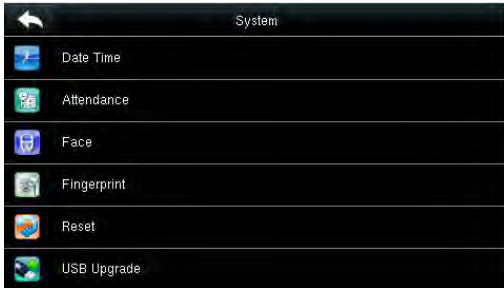 System
Date Time
Attendance
Face
Fingerprint
Reset
USB Upgrade